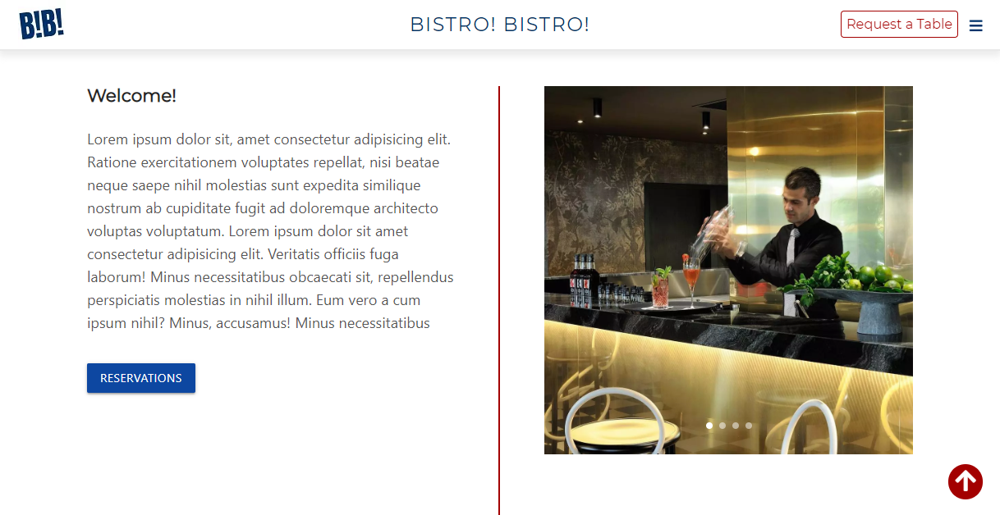 B!B!
BISTRO! BISTRO!
Request a Table
Welcome!
Lorem ipsum dolor sit, amet consectetur adipisicing elit.
Ratione exercitationem voluptates repellat, nisi beatae
neque saepe nihil molestias sunt expedita similique
nostrum ab cupiditate fugit ad doloremque architecto
voluptas voluptatum. Lorem ipsum dolor sit amet
consectetur adipisicing elit. Veritatis officiis fuga
laborum! Minus necessitatibus obcaecati sit, repellendus
perspiciatis molestias in nihil illum. Eum vero a cum
ipsum nihil? Minus, accusamus! Minus necessitatibus
RESERVATIONS